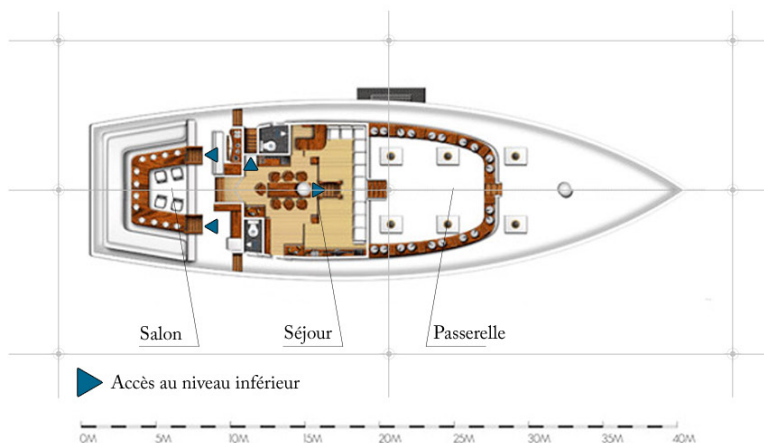 Salon
Séjour
Passerelle
Accès au niveau inférieur
0M 5M 10M 15M 20M 25M 30M 35M 40M